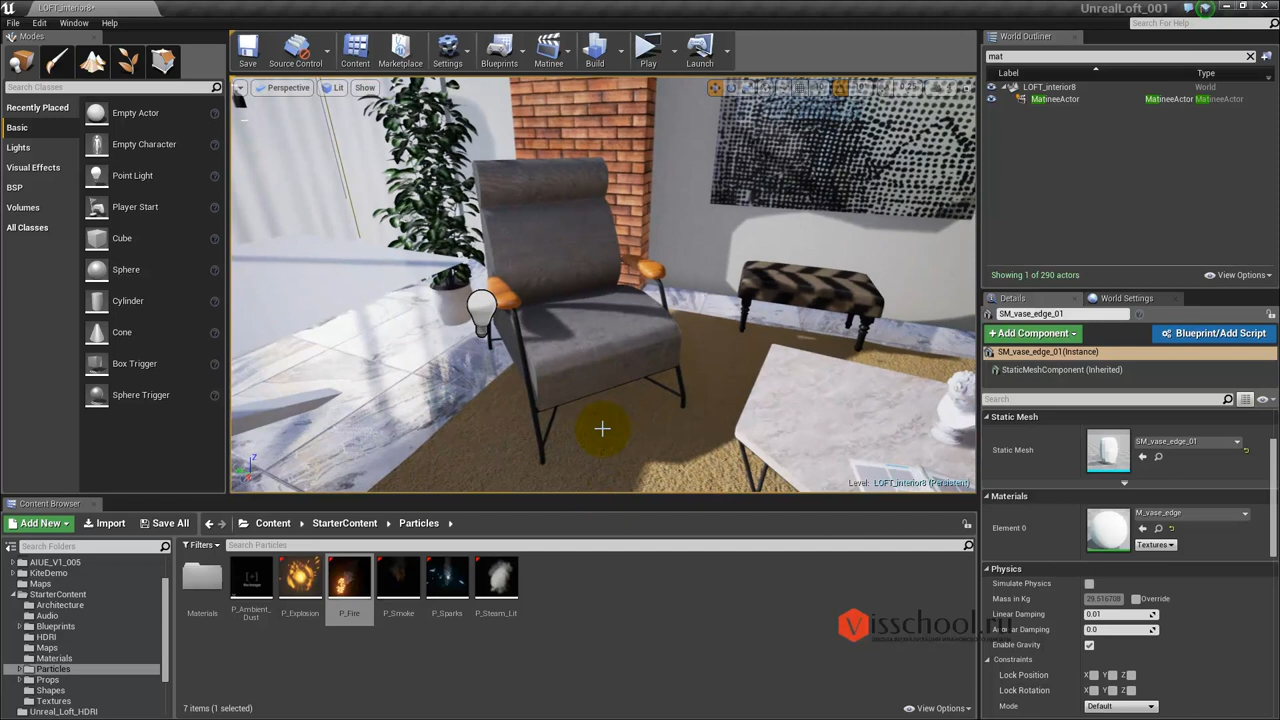 LOFT_interior8*
UnrealLoft_001
File Edit Window Help
Search For Help
Modes
World Outliner
Save Source Control Content Marketplace Settings Blueprints Matinee Build Play Launch
mat
Label Type
LOFT_interior8 World
MatineeActor MatineeActor MatineeActor
Search Classes
Perspective Lit Show
Recently Placed
Basic
Lights
Visual Effects
BSP
Volumes
All Classes
Empty Actor
Empty Character
Point Light
Player Start
Cube
Sphere
Cylinder
Cone
Box Trigger
Sphere Trigger
Z
Level: LOFT_interior8 (Persistent)
Showing 1 of 290 actors
View Options
Details World Settings
SM_vase_edge_01
+Add Component
Blueprint/Add Script
SM_vase_edge_01(Instance)
StaticMeshComponent (Inherited)
Search
Static Mesh
Static Mesh SM_vase_edge_01
Materials
Element 0 M_vase_edge
Textures
Physics
Simulate Physics
Mass in Kg 29.516708 Override
Linear Damping 0.01
Angular Damping 0.0
Enable Gravity
Constraints
Lock Position X Y Z
Lock Rotation X Y Z
Mode Default
Content Browser
Add New Import Save All Content StarterContent Particles
Search Folders
Filters Search Particles
AIUE_V1_005
KiteDemo
Maps
StarterContent
Architecture
Audio
Blueprints
HDRI
Maps
Materials
Particles
Props
Shapes
Textures
Unreal_Loft_HDRI
Materials
P_Ambient_Dust
P_Explosion
P_Fire
P_Smoke
P_Sparks
P_Steam_Lit
7 items (1 selected)
View Options
Visschool.ru